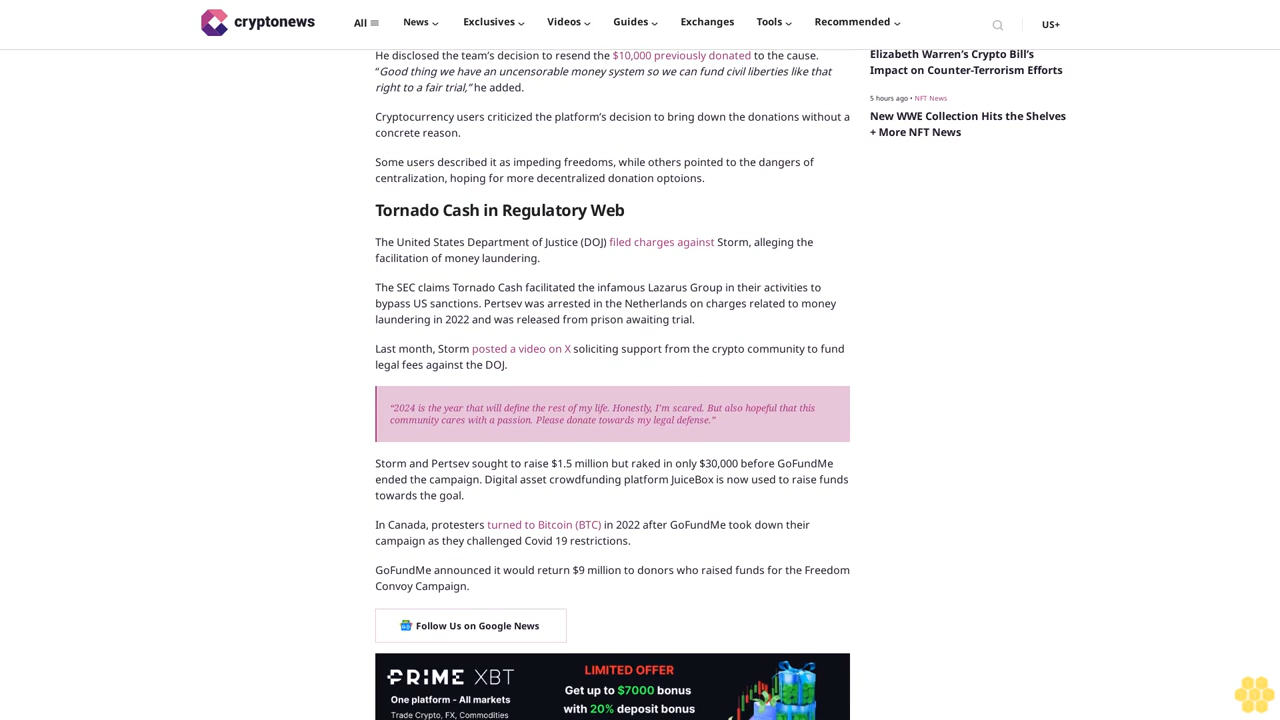 cryptonews
All
News
Exclusives
Videos
Guides
Exchanges
Tools
Recommended
US+
He disclosed the team’s decision to resend the $10,000 previously donated to the cause.
“Good thing we have an uncensorable money system so we can fund civil liberties like that
right to a fair trial,” he added.
Cryptocurrency users criticized the platform’s decision to bring down the donations without a
concrete reason.
Some users described it as impeding freedoms, while others pointed to the dangers of
centralization, hoping for more decentralized donation optoions.
Tornado Cash in Regulatory Web
The United States Department of Justice (DOJ) filed charges against Storm, alleging the
facilitation of money laundering.
The SEC claims Tornado Cash facilitated the infamous Lazarus Group in their activities to
bypass US sanctions. Pertsev was arrested in the Netherlands on charges related to money
laundering in 2022 and was released from prison awaiting trial.
Last month, Storm posted a video on X soliciting support from the crypto community to fund
legal fees against the DOJ.
“2024 is the year that will define the rest of my life. Honestly, I’m scared. But also hopeful that this
community cares with a passion. Please donate towards my legal defense.”
Storm and Pertsev sought to raise $1.5 million but raked in only $30,000 before GoFundMe
ended the campaign. Digital asset crowdfunding platform JuiceBox is now used to raise funds
towards the goal.
In Canada, protesters turned to Bitcoin (BTC) in 2022 after GoFundMe took down their
campaign as they challenged Covid 19 restrictions.
GoFundMe announced it would return $9 million to donors who raised funds for the Freedom
Convoy Campaign.
Follow Us on Google News
PRIME XBT
One platform - All markets
Trade Crypto, FX, Commodities
LIMITED OFFER
Get up to $7000 bonus
with 20% deposit bonus
Elizabeth Warren’s Crypto Bill’s
Impact on Counter-Terrorism Efforts
5 hours ago • NFT News
New WWE Collection Hits the Shelves
+ More NFT News